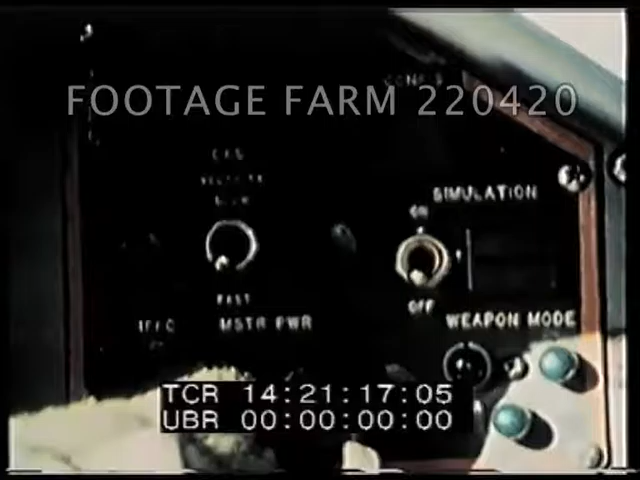 FOOTAGE FARM 220420
SIMULATION
ON
OFF
FAST
MSTR PWR
WEAPON MODE
TCR 14:21:17:05
UBR 00:00:00:00